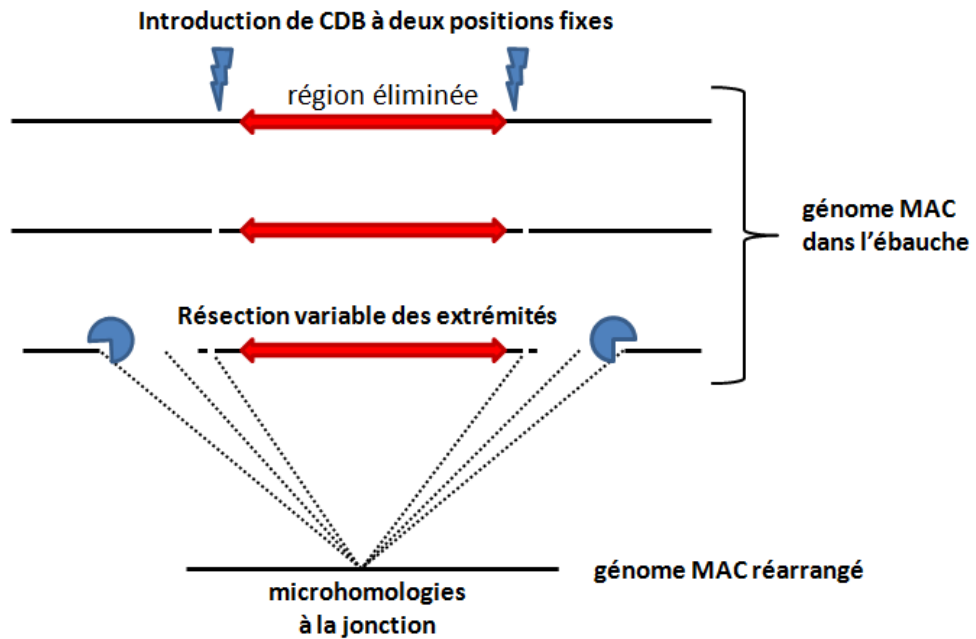 Introduction de CDB à deux positions fixes
région éliminée
génome MAC
dans l'ébauche
Résection variable des extrémités
génome MAC réarrangé
microhomologies
à la jonction